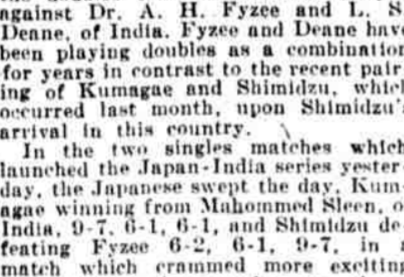 against Dr. A. H. Fyzee and L. S.
Deane, of India. Fyzee and Deane have
been playing doubles as a combination
for years in contrast to the recent pair-
ing of Kumagae and Shimidzu, which
occurred last month, upon Shimidzu's
arrival in this country.
In the two singles matches which
launched the Japan-India series yester-
day, the Japanese swept the day, Kum-
agae winning from Mahommed Sleen, o
India, 9-7, 6-1, 6-1, and Shimidzu de-
feating Fyzee 6-2, 6-1, 9-7, in a
match which crammed more exciting